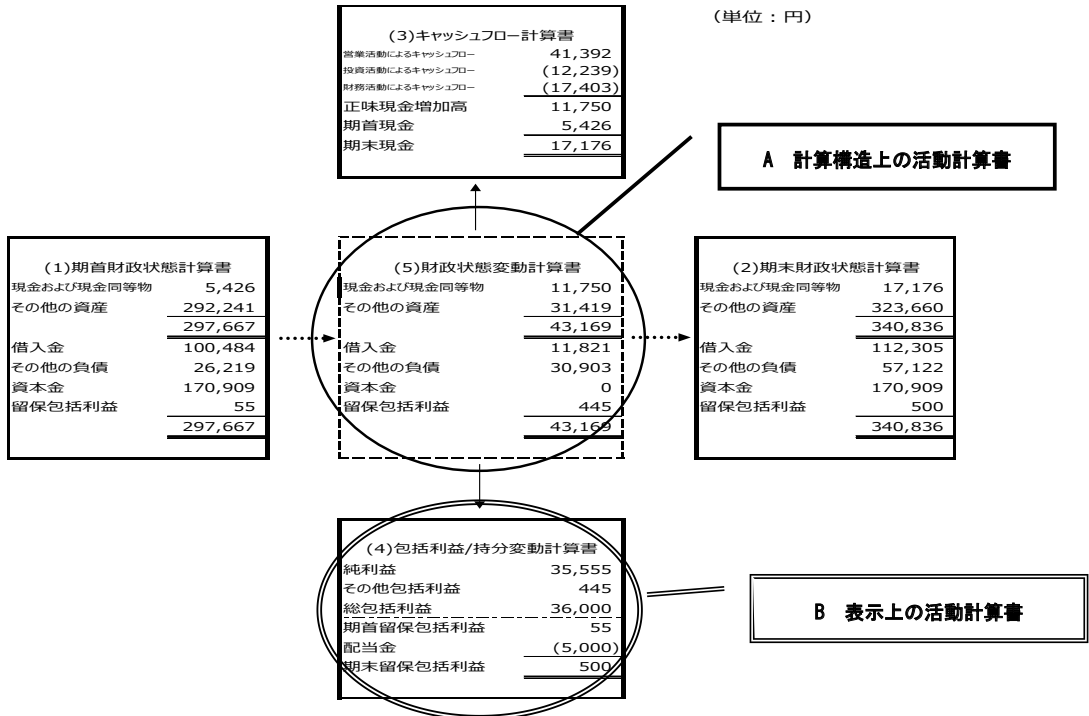 （単位：円）
(3)キャッシュフロー計算書
営業活動によるキャッシュフロー 41,392
投資活動によるキャッシュフロー (12,239)
財務活動によるキャッシュフロー (17,403)
正味現金増加高 11,750
期首現金 5,426
期末現金 17,176
A 計算構造上の活動計算書
(1)期首財政状態計算書
現金および現金同等物 5,426
その他の資産 292,241
297,667
借入金 100,484
その他の負債 26,219
資本金 170,909
留保包括利益 55
297,667
(5)財政状態変動計算書
現金および現金同等物 11,750
その他の資産 31,419
43,169
借入金 11,821
その他の負債 30,903
資本金 0
留保包括利益 445
43,169
(2)期末財政状態計算書
現金および現金同等物 17,176
その他の資産 323,660
340,836
借入金 112,305
その他の負債 57,122
資本金 170,909
留保包括利益 500
340,836
(4)包括利益/持分変動計算書
純利益 35,555
その他包括利益 445
総包括利益 36,000
期首留保包括利益 55
配当金 (5,000)
期末留保包括利益 500
B 表示上の活動計算書